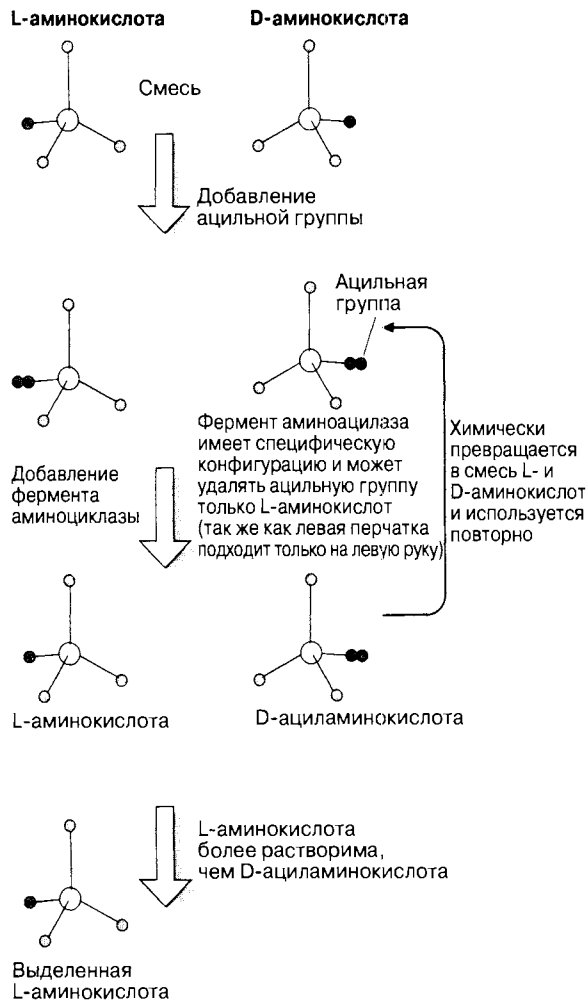 L-аминокислота
D-аминокислота
Смесь
Добавление
ацильной группы
Ацильная
группа
Добавление
фермента
аминоциклазы
Фермент аминоацилаза
имеет специфическую
конфигурацию и может
удалять ацильную группу
только L-аминокислот
(так же как левая перчатка
подходит только на левую руку)
Химически
превращается
в смесь L- и
D-аминокислот
и используется
повторно
L-аминокислота
D-ациламинокислота
L-аминокислота
более растворима,
чем D-ациламинокислота
Выделенная
L-аминокислота